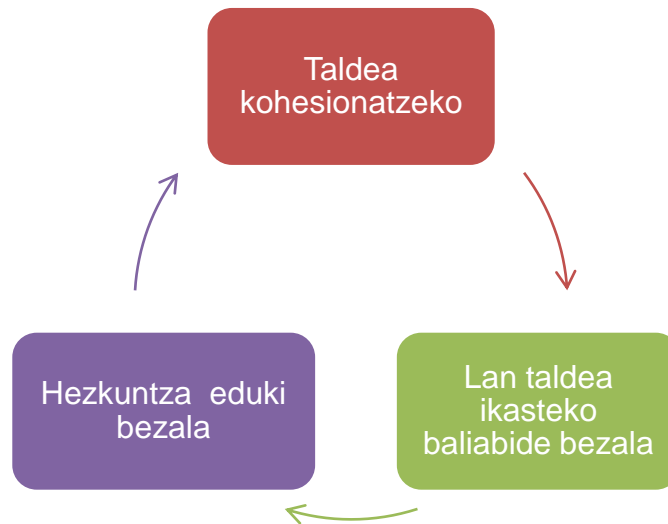 Taldea
kohesionatzeko
Lan taldea
ikasteko
baliabide bezala
Hezkuntza eduki
bezala